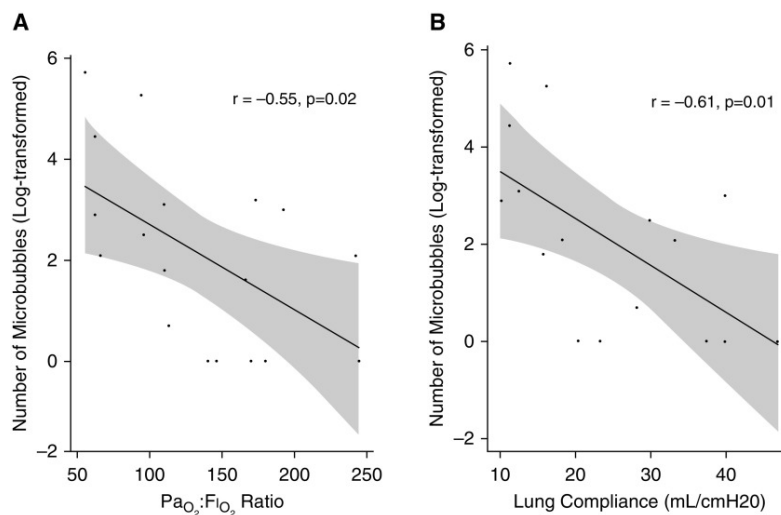 A
Number of Microbubbles (Log-transformed)
6
4
2
0
−2
r = −0.55, p=0.02
50 100 150 200 250
PaO2:FIO2 Ratio
B
Number of Microbubbles (Log-transformed)
6
4
2
0
−2
r = −0.61, p=0.01
10 20 30 40
Lung Compliance (mL/cmH20)